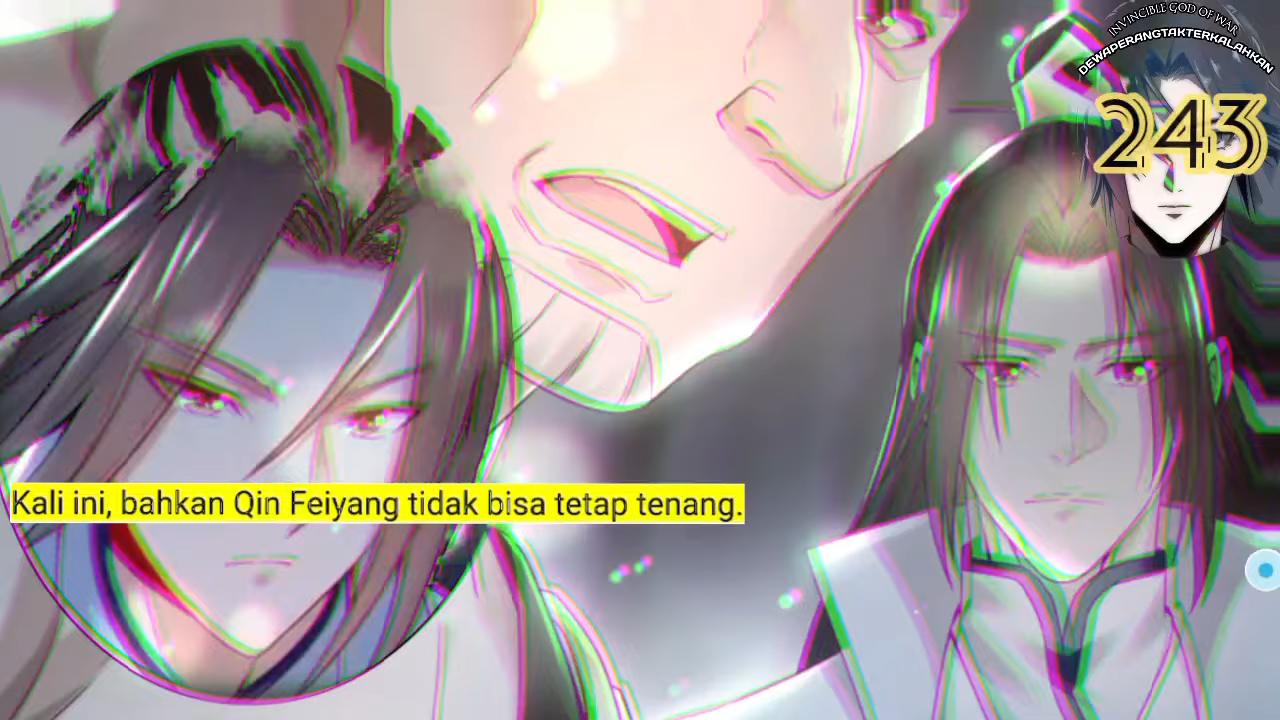 INVINCIBLE GOD OF WAR
DEWAPERANGTAKTERKALAHKAN
243
Kali ini, bahkan Qin Feiyang tidak bisa tetap tenang.